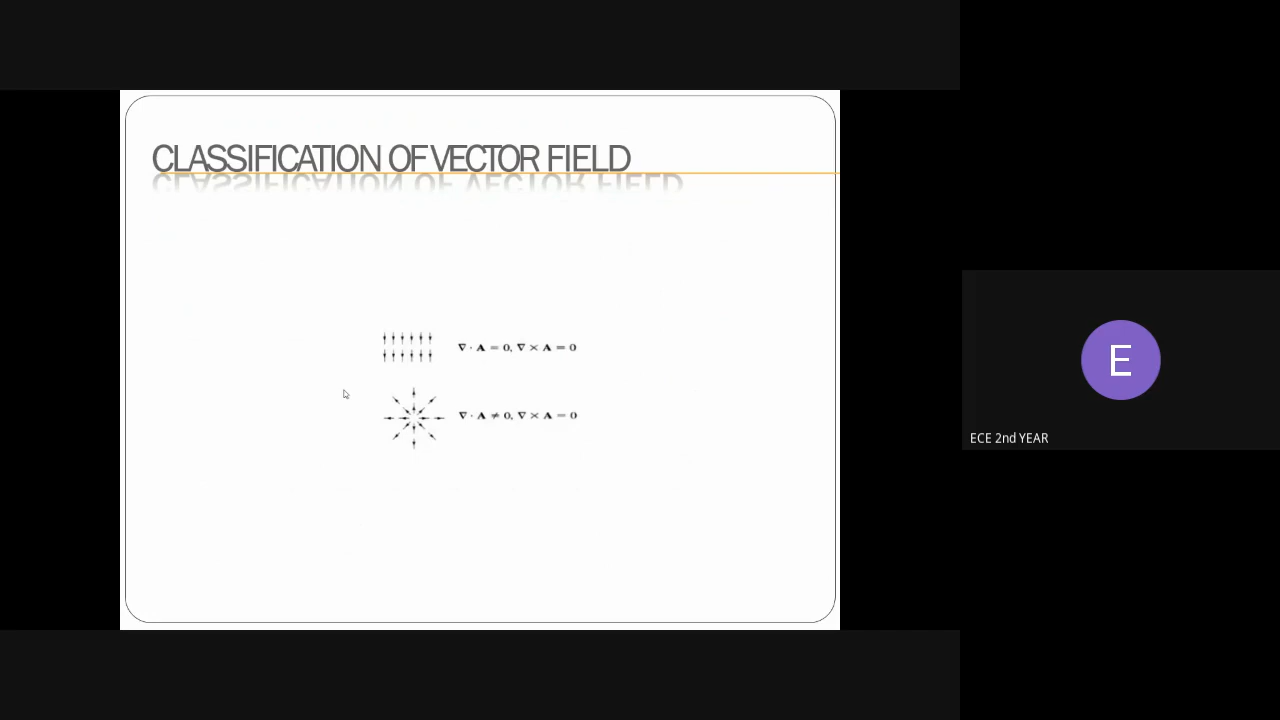 CLASSIFICATION OF VECTOR FIELD
∇ · A = 0, ∇ × A = 0
∇ · A ≠ 0, ∇ × A = 0
E
ECE 2nd YEAR